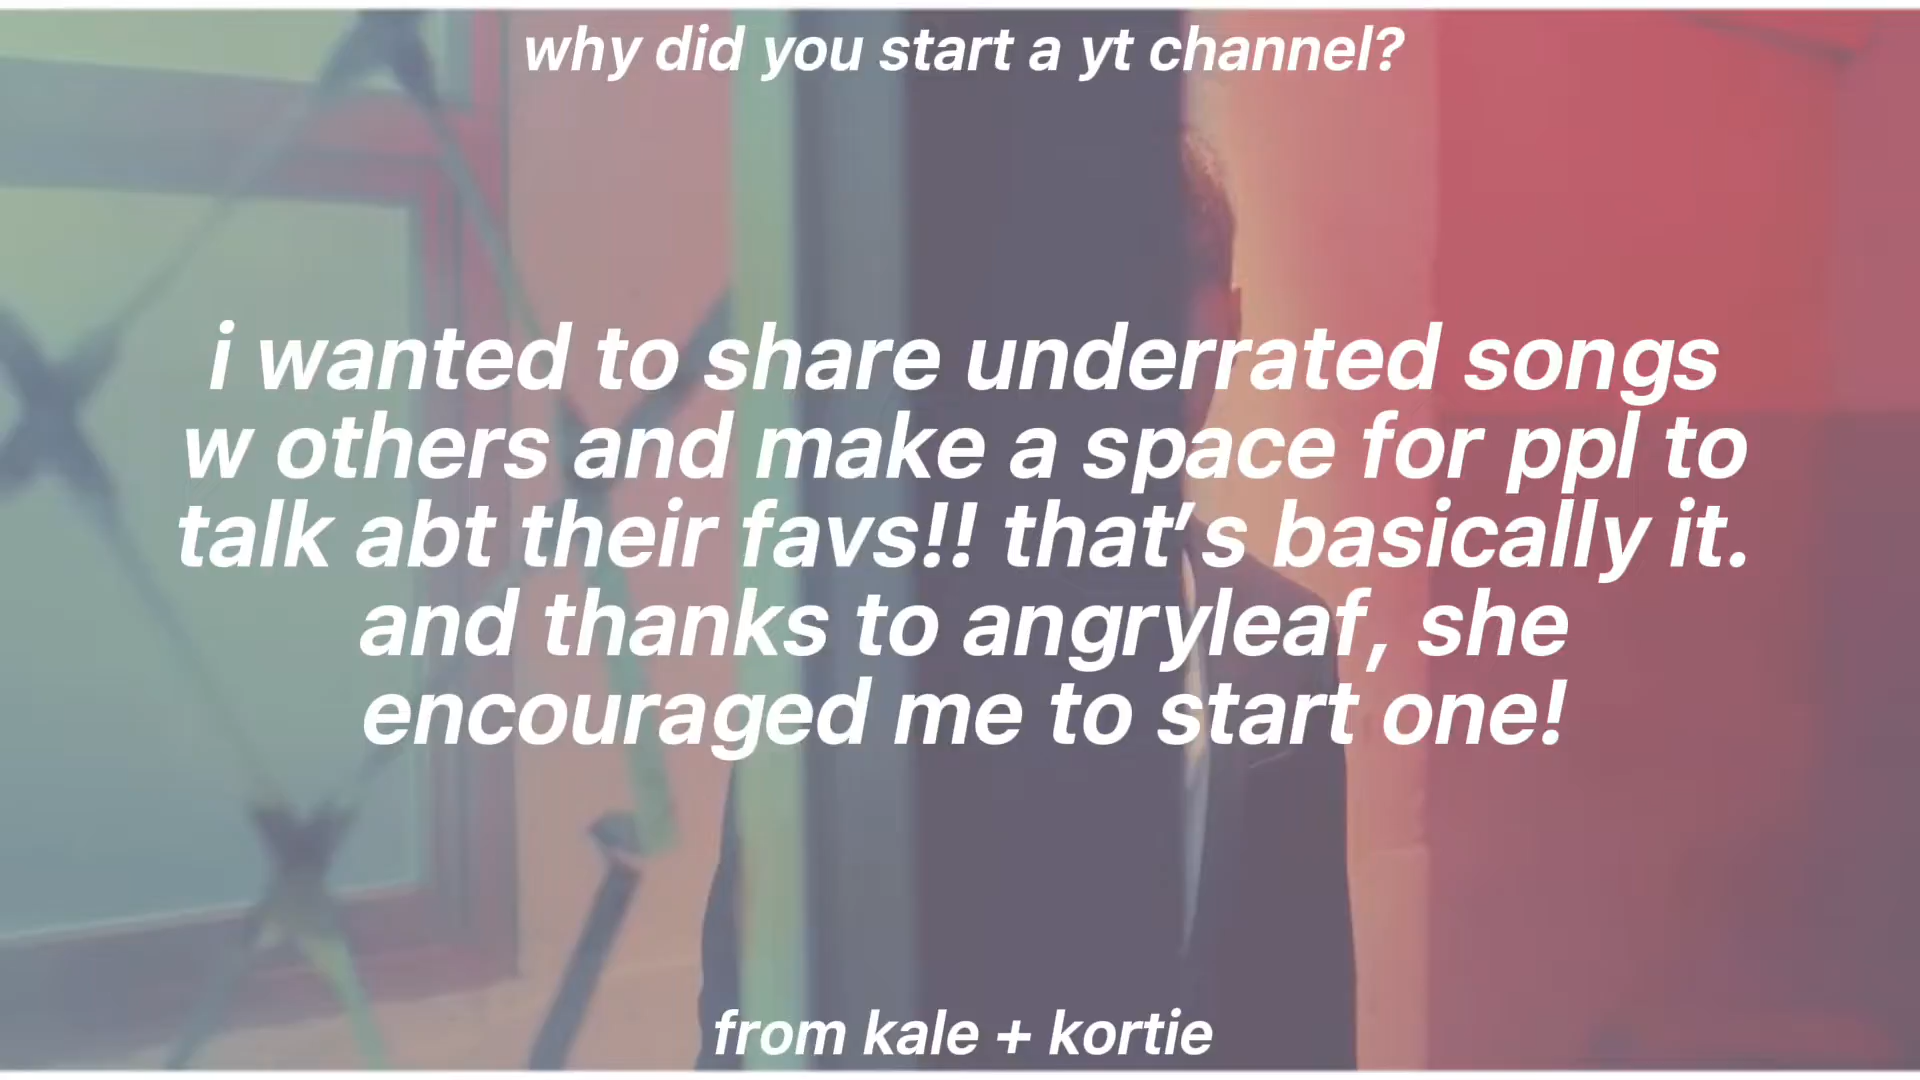 why did you start a yt channel?
i wanted to share underrated songs
w others and make a space for ppl to
talk abt their favs!! that's basically it.
and thanks to angryleaf, she
encouraged me to start one!
from kale + kortie